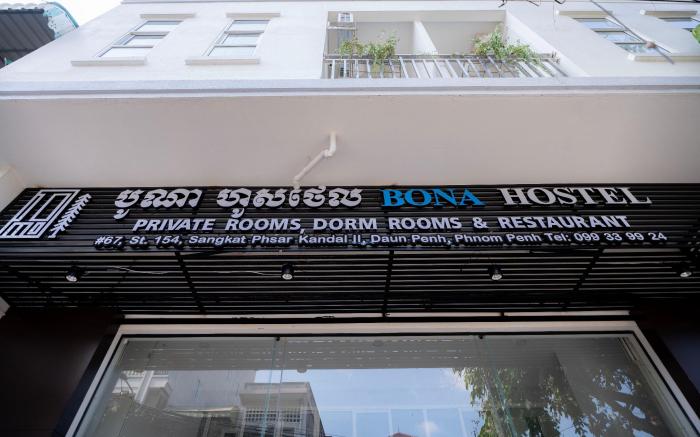 បូណា ហូសថែល BONA HOSTEL
PRIVATE ROOMS, DORM ROOMS & RESTAURANT
#67, St. 154, Sangkat Phsar Kandal II, Daun Penh, Phnom Penh Tel: 099 33 99 24